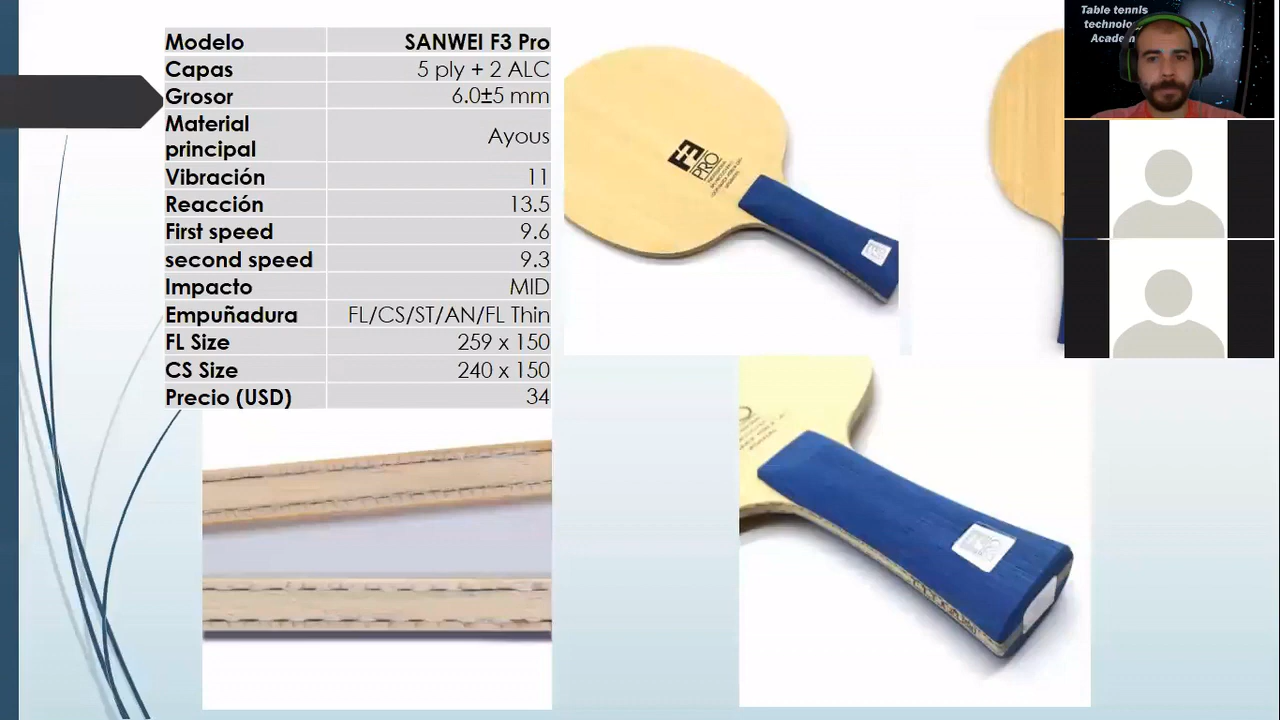 Modelo SANWEI F3 Pro
Capas 5 ply + 2 ALC
Grosor 6.0±5 mm
Material principal Ayous
Vibración 11
Reacción 13.5
First speed 9.6
second speed 9.3
Impacto MID
Empuñadura FL/CS/ST/AN/FL Thin
FL Size 259 x 150
CS Size 240 x 150
Precio (USD) 34
F3
PRO
Table tennis